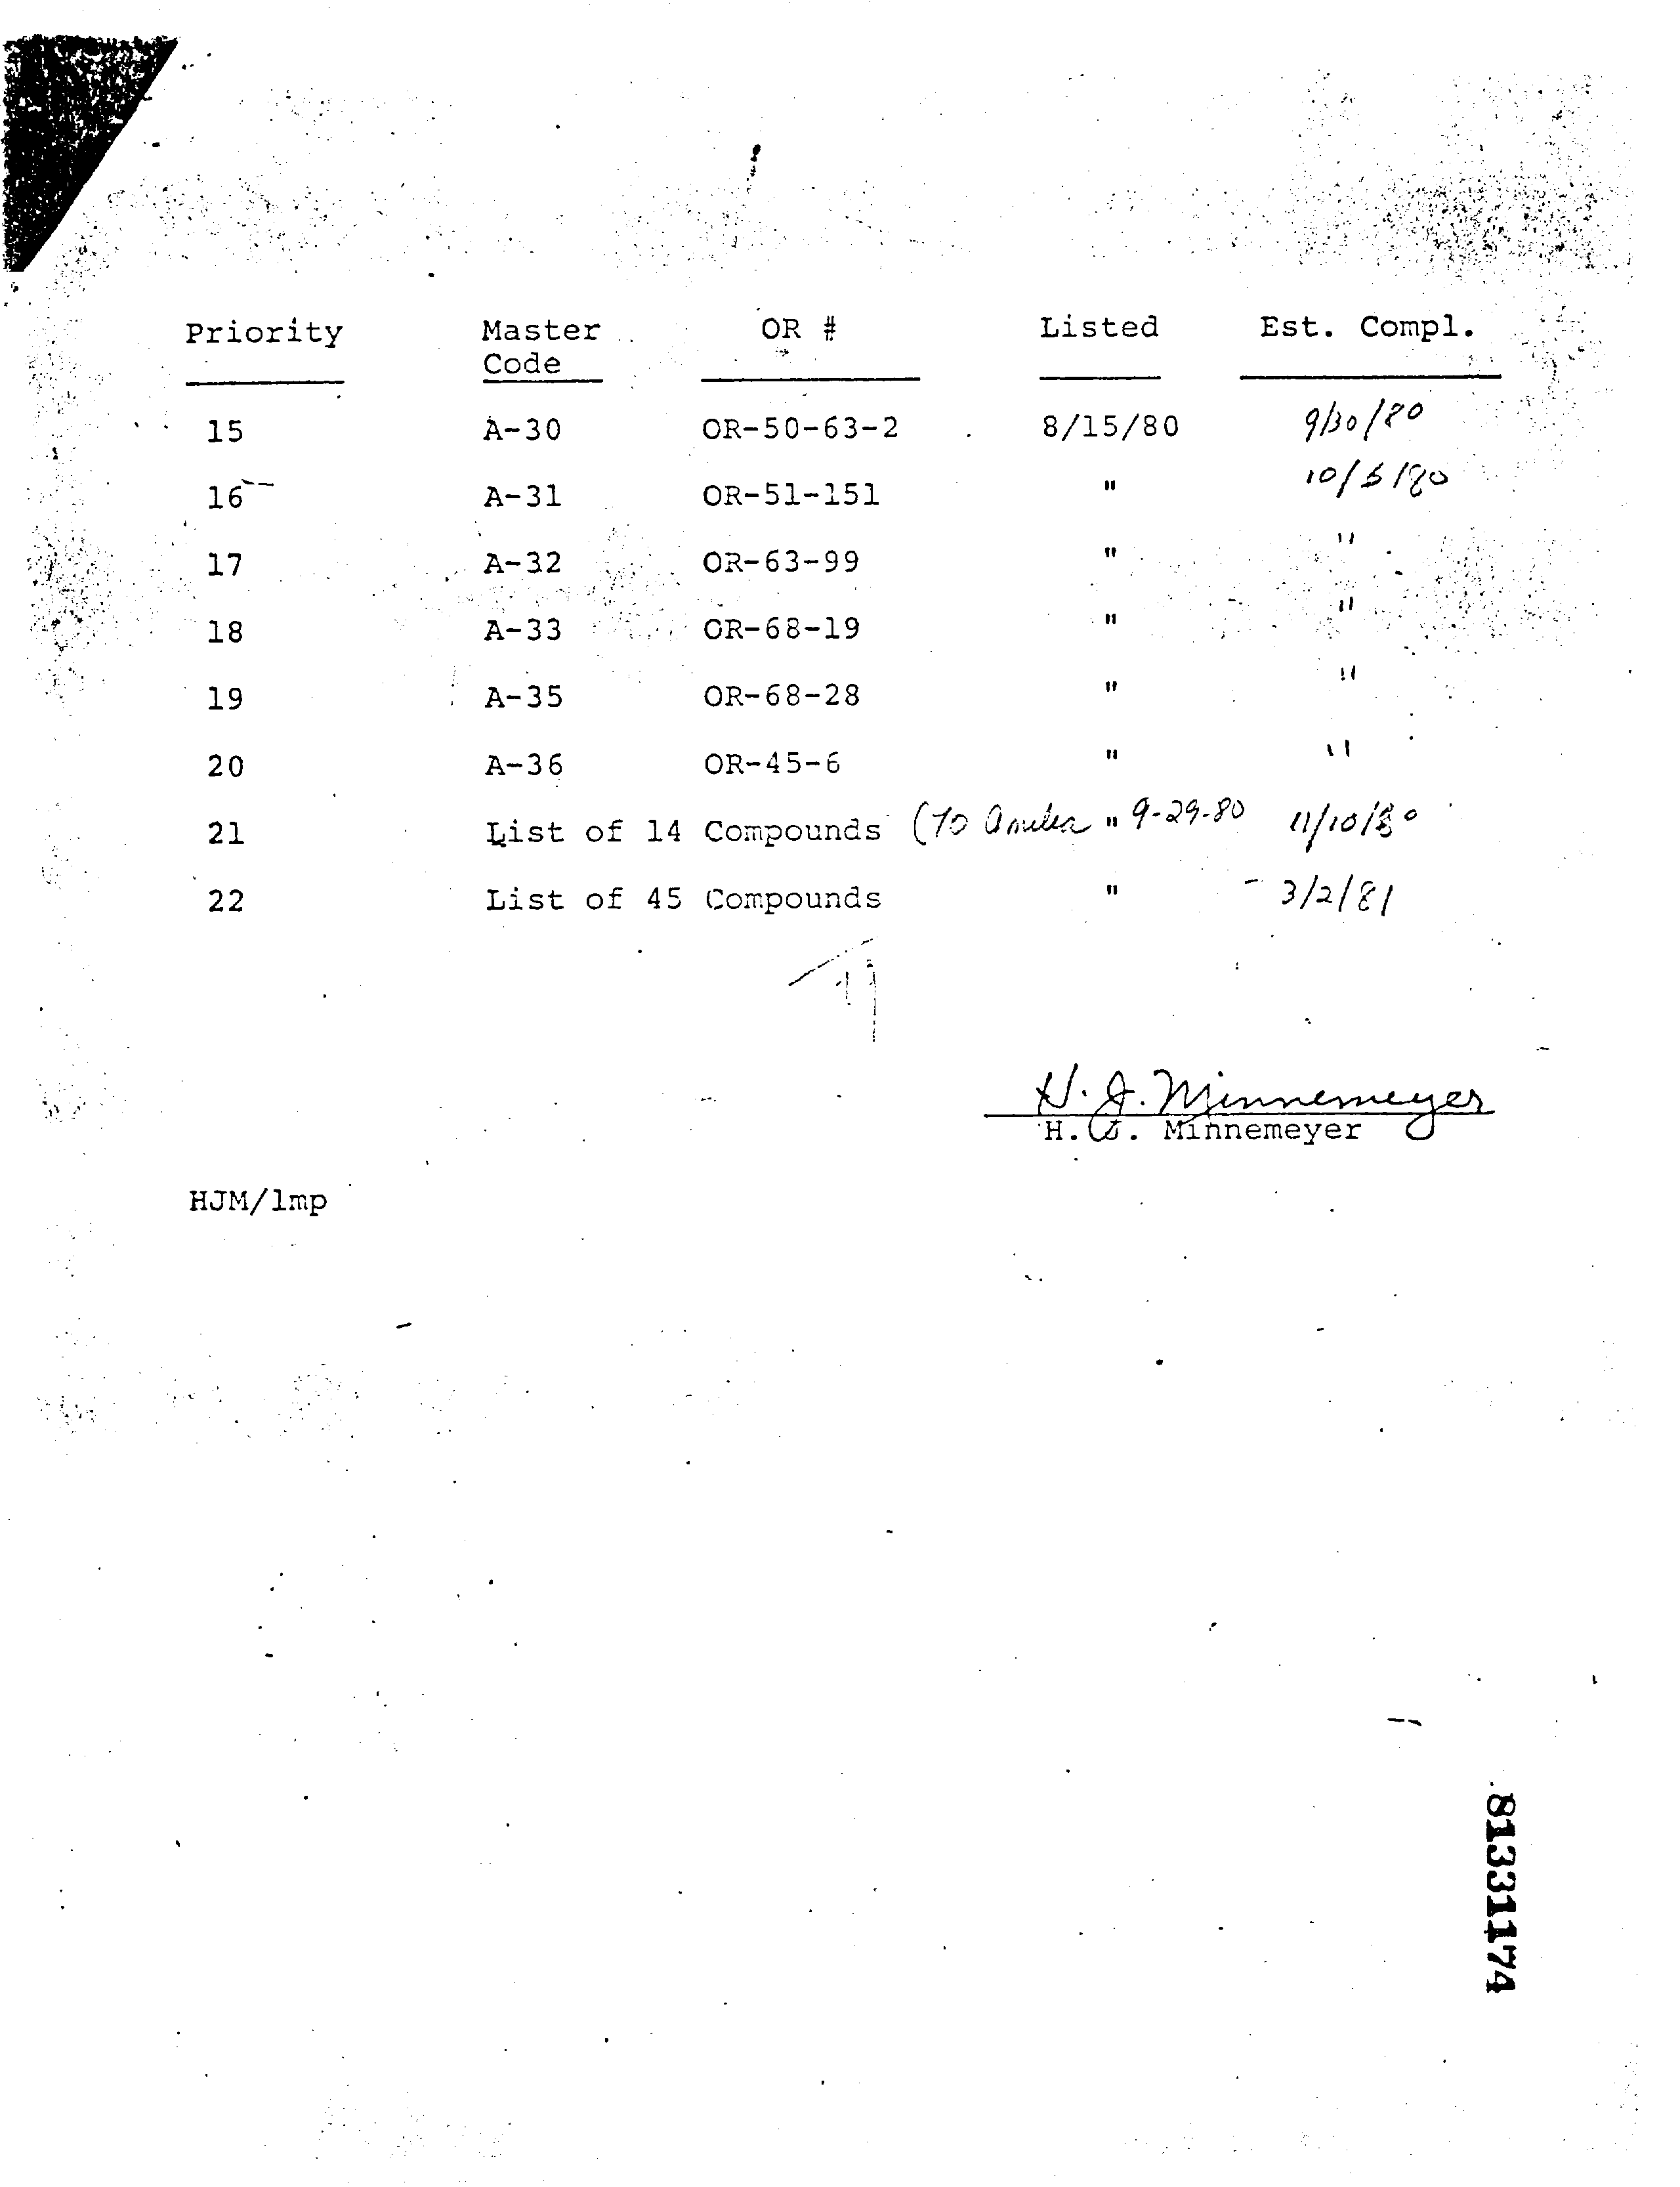 Priority Master Code OR # Listed Est. Compl.
15 A-30 OR-50-63-2 8/15/80 9/30/80
16 A-31 OR-51-151 " 10/5/80
17 A-32 OR-63-99 " "
18 A-33 OR-68-19 " "
19 A-35 OR-68-28 " "
20 A-36 OR-45-6 " "
21 List of 14 Compounds (To " 9-29-80 11/10/80
22 List of 45 Compounds " - 3/2/81
H. J. Minnemeyer
H. J. Minnemeyer
HJM/lmp
81331174